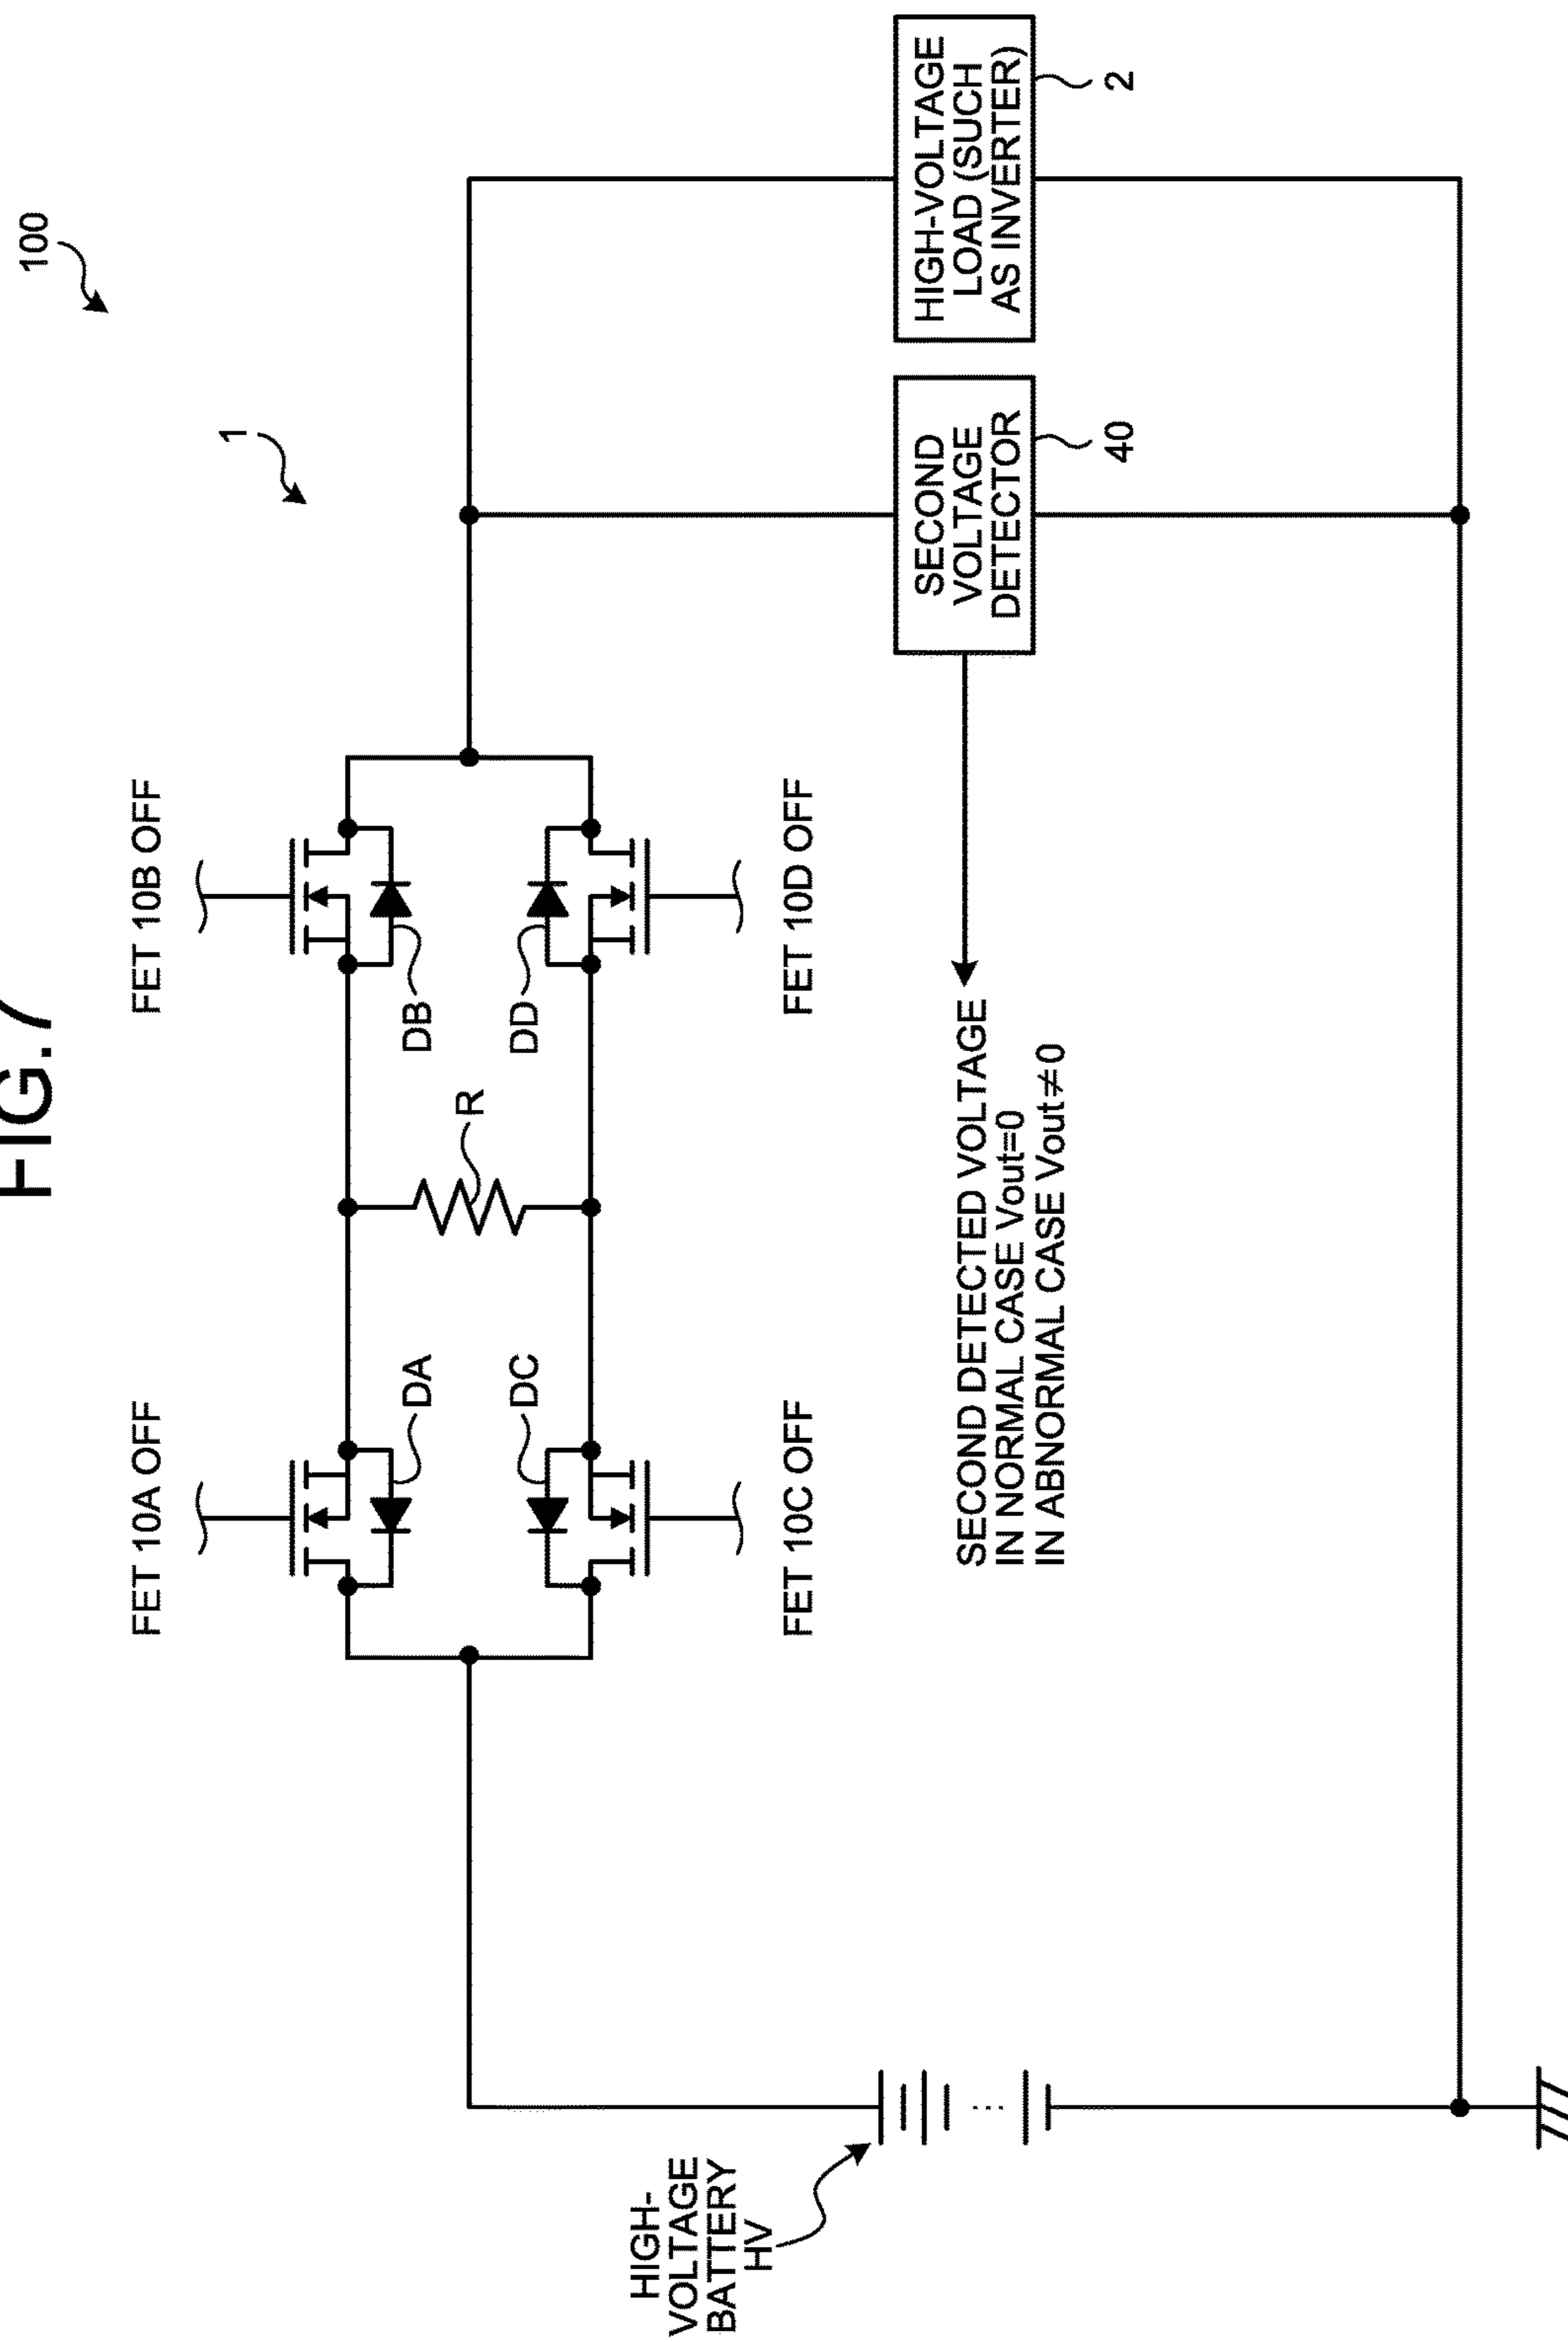 FIG.7
100
1
FET 10A OFF
FET 10B OFF
DA
DB
R
DC
DD
FET 10C OFF
FET 10D OFF
HIGH-
VOLTAGE
BATTERY
HV
SECOND
VOLTAGE
DETECTOR
40
HIGH-VOLTAGE
LOAD (SUCH
AS INVERTER)
2
SECOND DETECTED VOLTAGE
IN NORMAL CASE Vout=0
IN ABNORMAL CASE Vout≠0